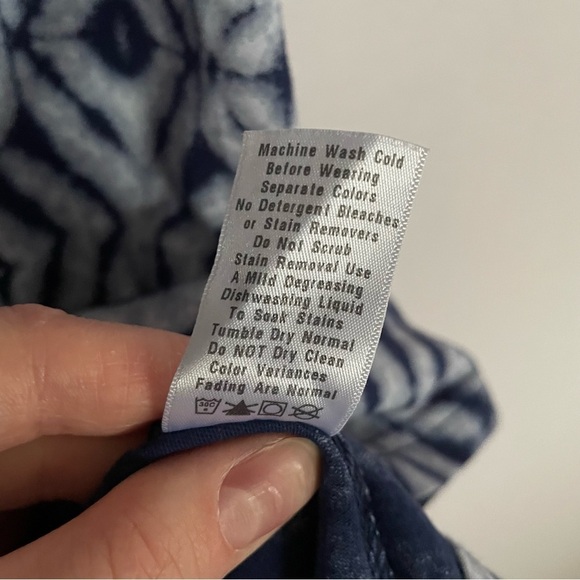 Machine Wash Cold
Before Wearing
Separate Colors
No Detergent Bleaches
or Stain Removers
Do Not Scrub
Stain Removal Use
A Mild Degreasing
Dishwashing Liquid
To Soak Stains
Tumble Dry Normal
Do NOT Dry Clean
Color Variances
Fading Are Normal
30C